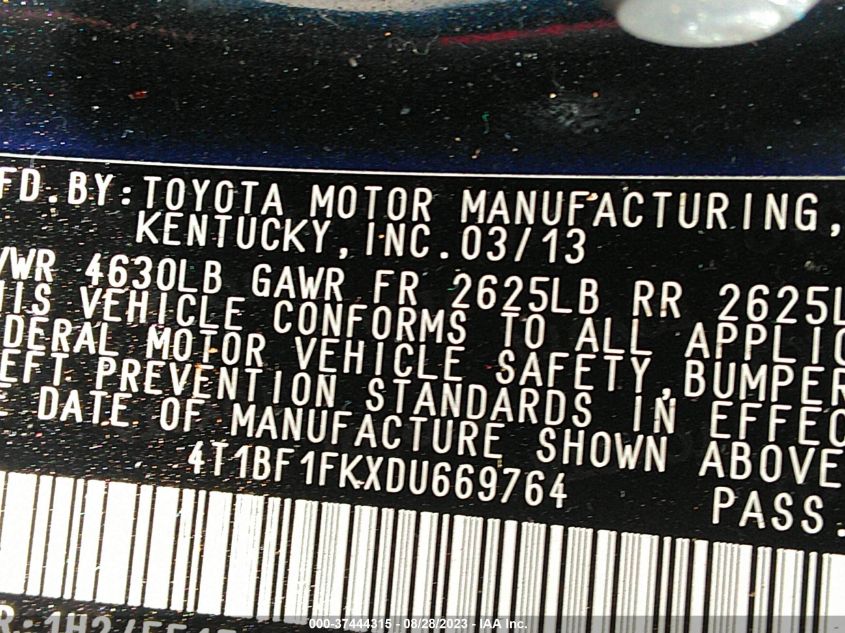 FD.BY:TOYOTA MOTOR MANUFACTURING,
KENTUCKY,INC.03/13
VWR 4630LB GAWR FR 2625LB RR 2625L
HIS VEHICLE CONFORMS TO ALL APPLIC
DERAL MOTOR VEHICLE SAFETY,BUMPER
EFT PREVENTION STANDARDS IN EFFEC
E DATE OF MANUFACTURE SHOWN ABOVE
4T1BF1FKXDU669764 PASS.
000-37444315 - 08/28/2023 - IAA Inc.